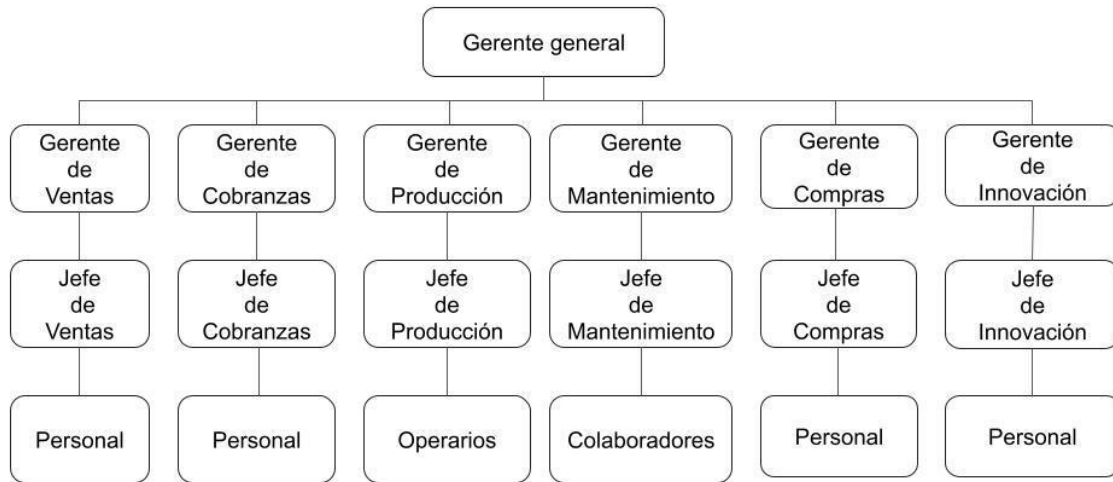 Gerente general
Gerente
de
Ventas
Gerente
de
Cobranzas
Gerente
de
Producción
Gerente
de
Mantenimiento
Gerente
de
Compras
Gerente
de
Innovación
Jefe
de
Ventas
Jefe
de
Cobranzas
Jefe
de
Producción
Jefe
de
Mantenimiento
Jefe
de
Compras
Jefe
de
Innovación
Personal
Personal
Operarios
Colaboradores
Personal
Personal